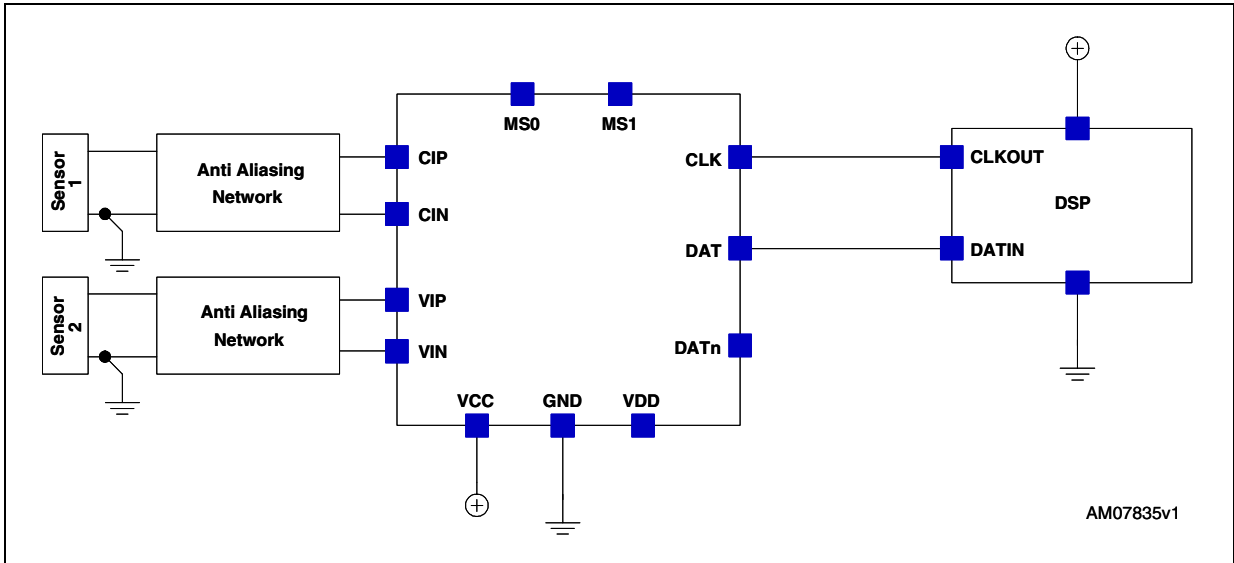 MS0
MS1
Sensor
1
Anti Aliasing
Network
CIP
CIN
CLK
CLKOUT
DSP
DAT
DATIN
Sensor
2
Anti Aliasing
Network
VIP
VIN
DATn
VCC
GND
VDD
AM07835v1